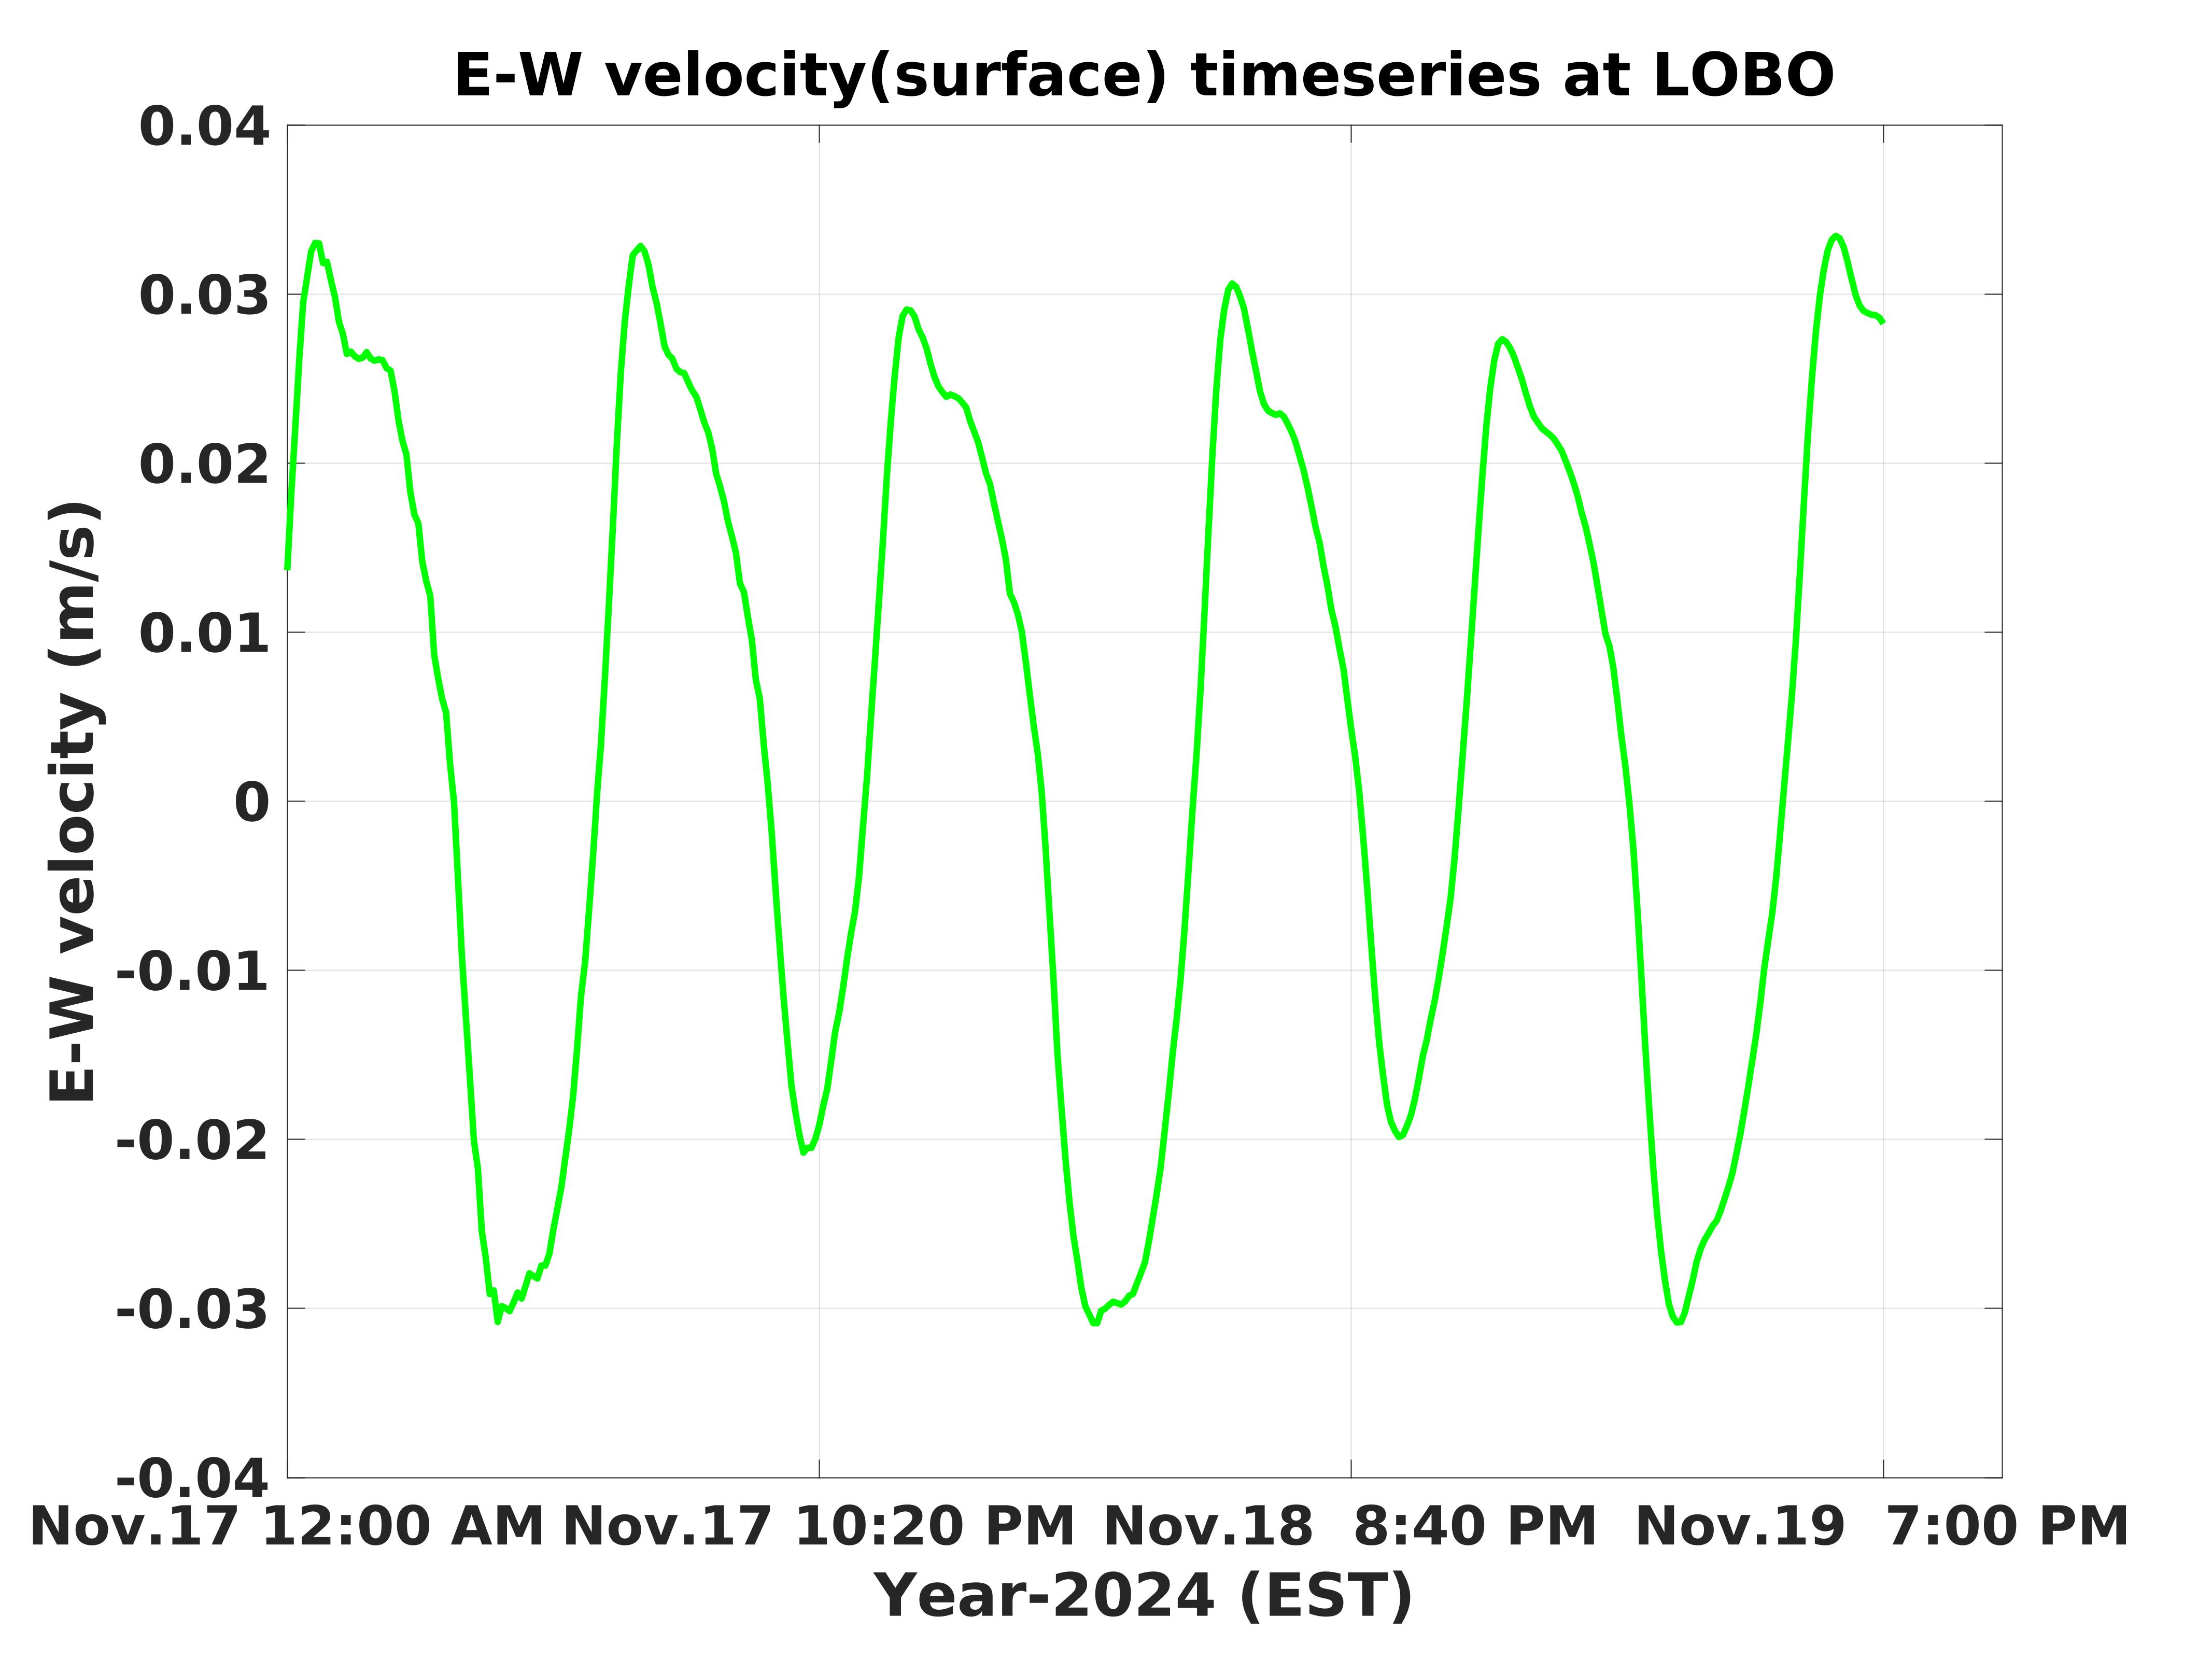 E-W velocity(surface) timeseries at LOBO
0.04
0.03
0.02
0.01
0
-0.01
-0.02
-0.03
-0.04
E-W velocity (m/s)
Nov.17 12:00 AM Nov.17 10:20 PM Nov.18 8:40 PM Nov.19 7:00 PM
Year-2024 (EST)